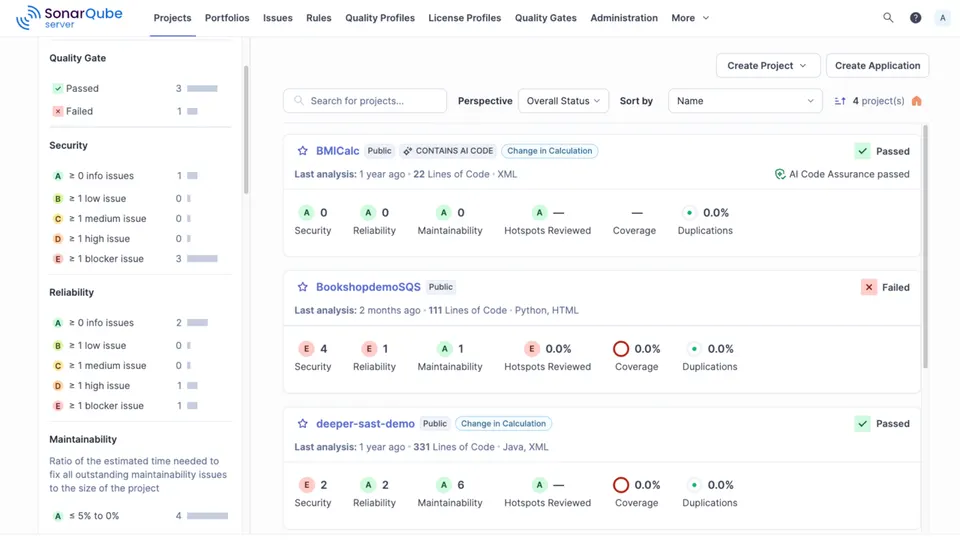 SonarQube server Projects Portfolios Issues Rules Quality Profiles License Profiles Quality Gates Administration More ? A
Quality Gate
Passed 3
Failed 1
Security
A ≥ 0 info issues 1
B ≥ 1 low issue 0
C ≥ 1 medium issue 0
D ≥ 1 high issue 0
E ≥ 1 blocker issue 3
Reliability
A ≥ 0 info issues 2
B ≥ 1 low issue 0
C ≥ 1 medium issue 0
D ≥ 1 high issue 1
E ≥ 1 blocker issue 1
Maintainability
Ratio of the estimated time needed to
fix all outstanding maintainability issues
to the size of the project
A ≤ 5% to 0% 4
Create Project Create Application
Search for projects... Perspective Overall Status Sort by Name 4 project(s)
BMICalc Public CONTAINS AI CODE Change in Calculation Passed
Last analysis: 1 year ago · 22 Lines of Code · XML AI Code Assurance passed
A 0 A 0 A 0 A — — 0.0%
Security Reliability Maintainability Hotspots Reviewed Coverage Duplications
BookshopdemoSQS Public Failed
Last analysis: 2 months ago · 111 Lines of Code · Python, HTML
E 4 E 1 A 1 E 0.0% 0.0% 0.0%
Security Reliability Maintainability Hotspots Reviewed Coverage Duplications
deeper-sast-demo Public Change in Calculation Passed
Last analysis: 1 year ago · 331 Lines of Code · Java, XML
E 2 A 2 A 6 A — 0.0% 0.0%
Security Reliability Maintainability Hotspots Reviewed Coverage Duplications